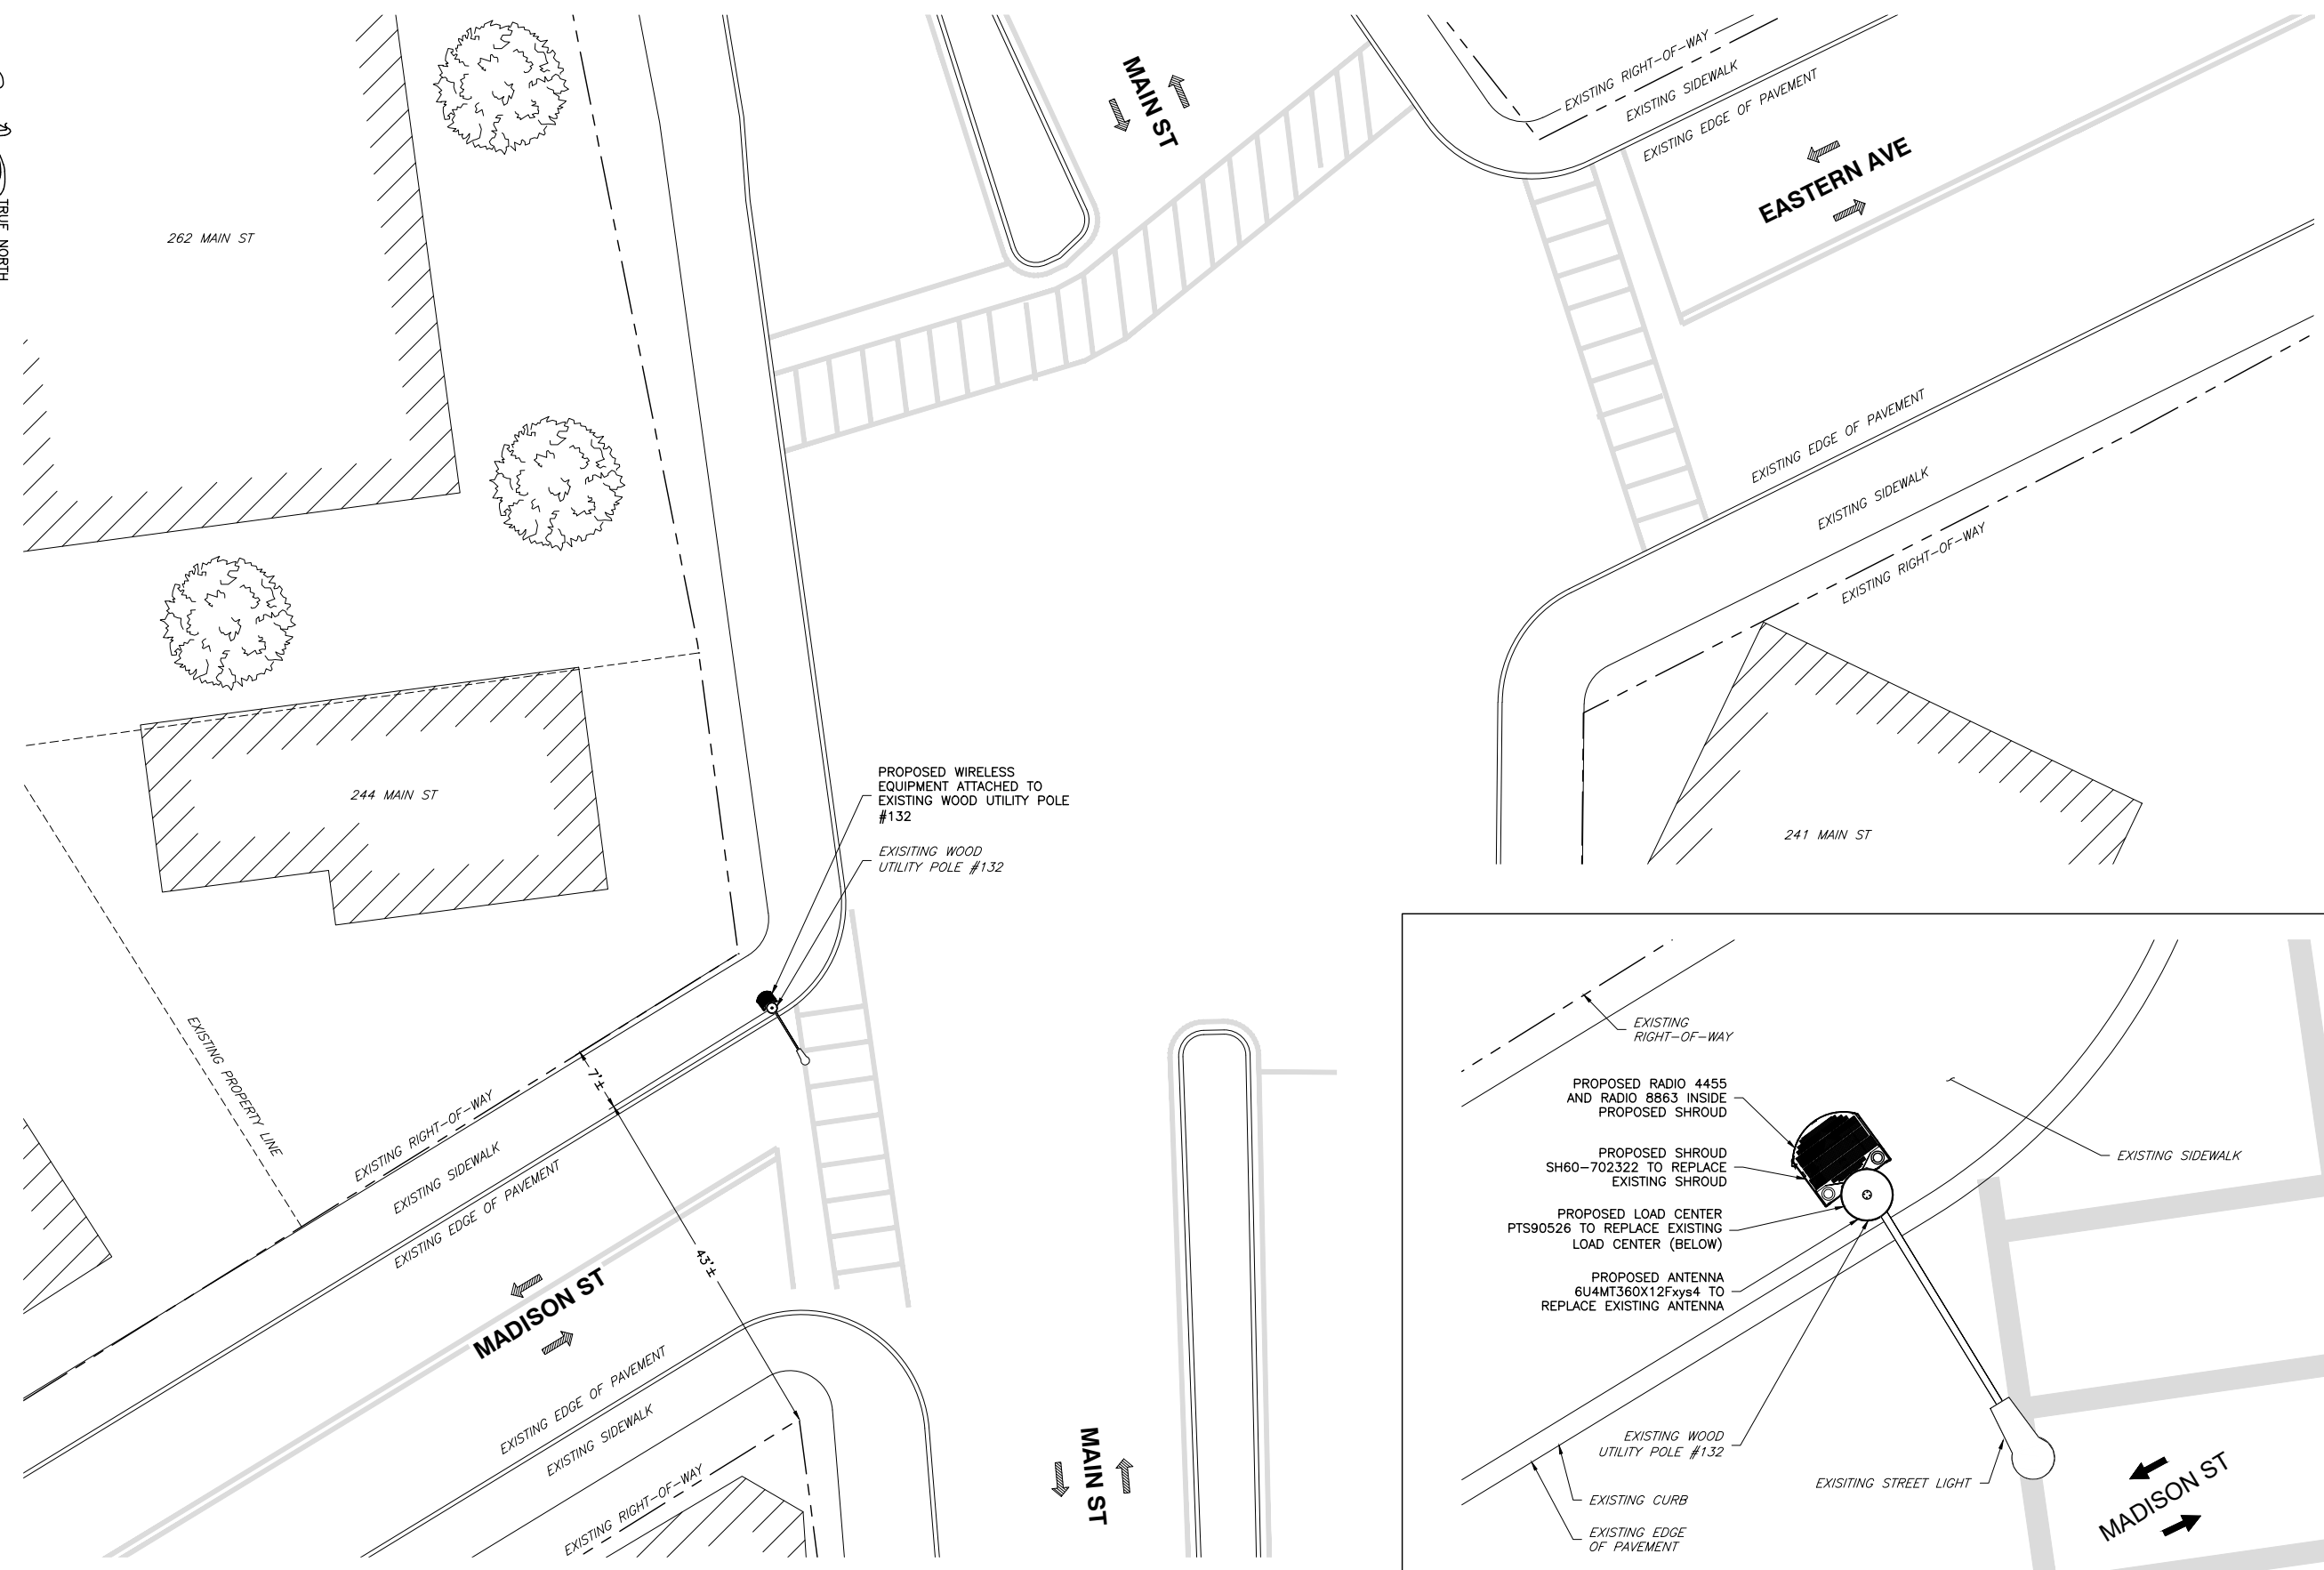 TRUE NORTH
262 MAIN ST
MAIN ST
EXISTING RIGHT-OF-WAY
EXISTING SIDEWALK
EXISTING EDGE OF PAVEMENT
EASTERN AVE
EXISTING EDGE OF PAVEMENT
EXISTING SIDEWALK
EXISTING RIGHT-OF-WAY
241 MAIN ST
244 MAIN ST
PROPOSED WIRELESS
EQUIPMENT ATTACHED TO
EXISTING WOOD UTILITY POLE
#132
EXISITING WOOD
UTILITY POLE #132
EXISTING PROPERTY LINE
EXISTING RIGHT-OF-WAY
EXISTING SIDEWALK
EXISTING EDGE OF PAVEMENT
7'±
43'±
MADISON ST
EXISTING EDGE OF PAVEMENT
EXISTING SIDEWALK
EXISTING RIGHT-OF-WAY
MAIN ST
EXISTING
RIGHT-OF-WAY
PROPOSED RADIO 4455
AND RADIO 8863 INSIDE
PROPOSED SHROUD
PROPOSED SHROUD
SH60-702322 TO REPLACE
EXISTING SHROUD
PROPOSED LOAD CENTER
PTS90526 TO REPLACE EXISTING
LOAD CENTER (BELOW)
PROPOSED ANTENNA
6U4MT360X12Fxys4 TO
REPLACE EXISTING ANTENNA
EXISTING SIDEWALK
EXISTING WOOD
UTILITY POLE #132
EXISITING STREET LIGHT
EXISTING CURB
EXISTING EDGE
OF PAVEMENT
MADISON ST